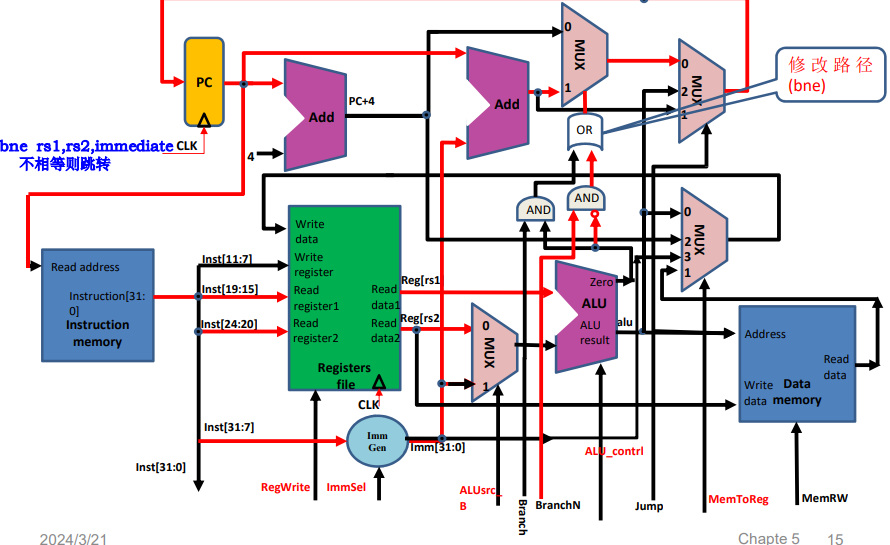 修 改 路 径
(bne)
PC
CLK
bne rs1,rs2,immediate
不相等则跳转
Add
PC+4
4
Add
0
MUX
1
0
MUX
2
1
OR
AND
AND
Read address
Instruction[31:
0]
Instruction
memory
Inst[11:7]
Inst[19:15]
Inst[24:20]
Inst[31:7]
Inst[31:0]
Write
data
Write
register
Read
register1
Read
register2
Read
data1
Read
data2
Registers
file
CLK
Reg[rs1
Reg[rs2
0
MUX
1
Zero
ALU
ALU
result
alu
0
MUX
2
3
1
Address
Read
data
Write
data
Data
memory
Imm
Gen
Imm[31:0]
RegWrite
ImmSel
ALUsrc_
B
Branch
BranchN
ALU_contrl
Jump
MemToReg
MemRW
2024/3/21
Chapte 5
15